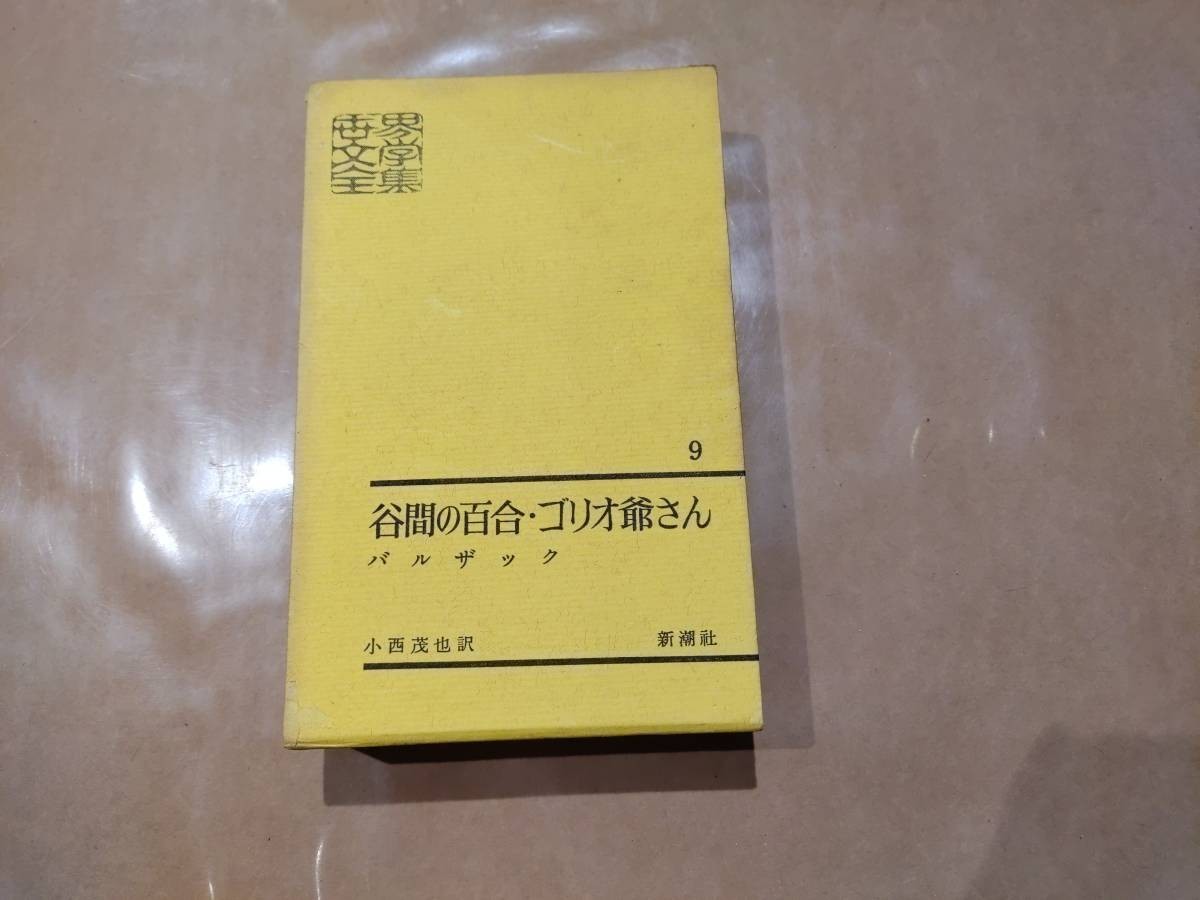 世界
文学
全集
9
谷間の百合・ゴリオ爺さん
バルザック
小西茂也訳
新潮社